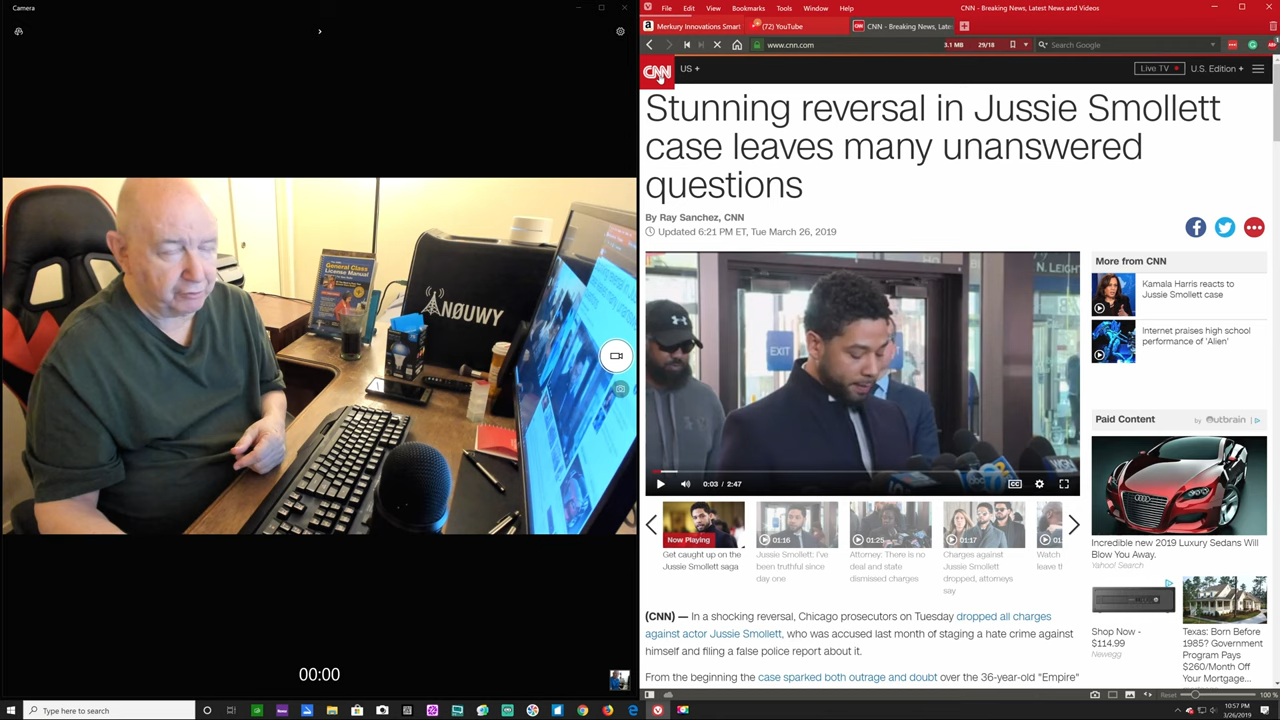 Camera
00:00
General Class
License Manual
NØUWY
File Edit View Bookmarks Tools Window Help
CNN - Breaking News, Latest News and Videos
Merkury Innovations Smart
(72) YouTube
CNN - Breaking News, Late
www.cnn.com
3.1 MB 29/18
Search Google
CNN
US +
Live TV
U.S. Edition +
Stunning reversal in Jussie Smollett
case leaves many unanswered
questions
By Ray Sanchez, CNN
Updated 6:21 PM ET, Tue March 26, 2019
N. LEIGH
EXIT
EXIT
abc
0:03 / 2:47
CC
Now Playing
Get caught up on the
Jussie Smollett saga
01:16
Jussie Smollett: I've
been truthful since
day one
01:25
Attorney: There is no
deal and state
dismissed charges
01:17
Charges against
Jussie Smollett
dropped, attorneys
say
01:
Watch
leave t
(CNN) — In a shocking reversal, Chicago prosecutors on Tuesday dropped all charges
against actor Jussie Smollett, who was accused last month of staging a hate crime against
himself and filing a false police report about it.
From the beginning the case sparked both outrage and doubt over the 36-year-old "Empire"
More from CNN
Kamala Harris reacts to
Jussie Smollett case
Internet praises high school
performance of 'Alien'
Paid Content
by Outbrain
Incredible new 2019 Luxury Sedans Will
Blow You Away.
Yahoo! Search
Shop Now -
$114.99
Newegg
Texas: Born Before
1985? Government
Program Pays
$260/Month Off
Your Mortgage...
Reset
100 %
Type here to search
10:57 PM
3/26/2019